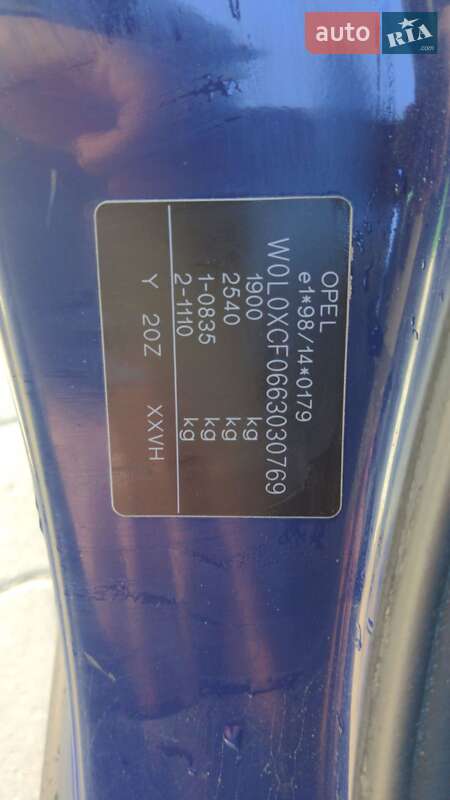 auto RIA.com
OPEL
e1*98/14*0179
W0L0XCF0663030769
1900 kg
2540 kg
1-0835 kg
2-1110 kg
Y 20Z XXVH